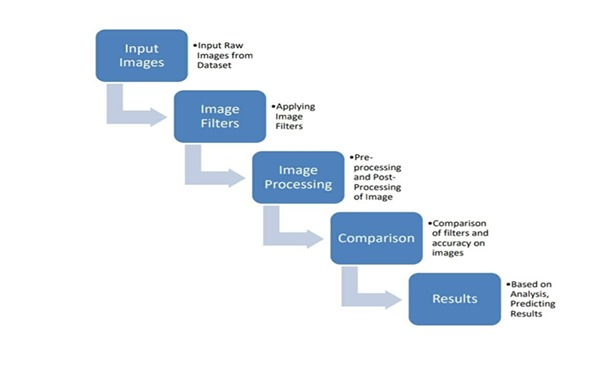 Input
Images
•Input Raw
Images from
Dataset
Image
Filters
•Applying
Image
Filters
Image
Processing
•Pre-
processing
and Post-
Processing
of Image
Comparison
•Comparison
of filters and
accuracy on
images
Results
•Based on
Analysis,
Predicting
Results